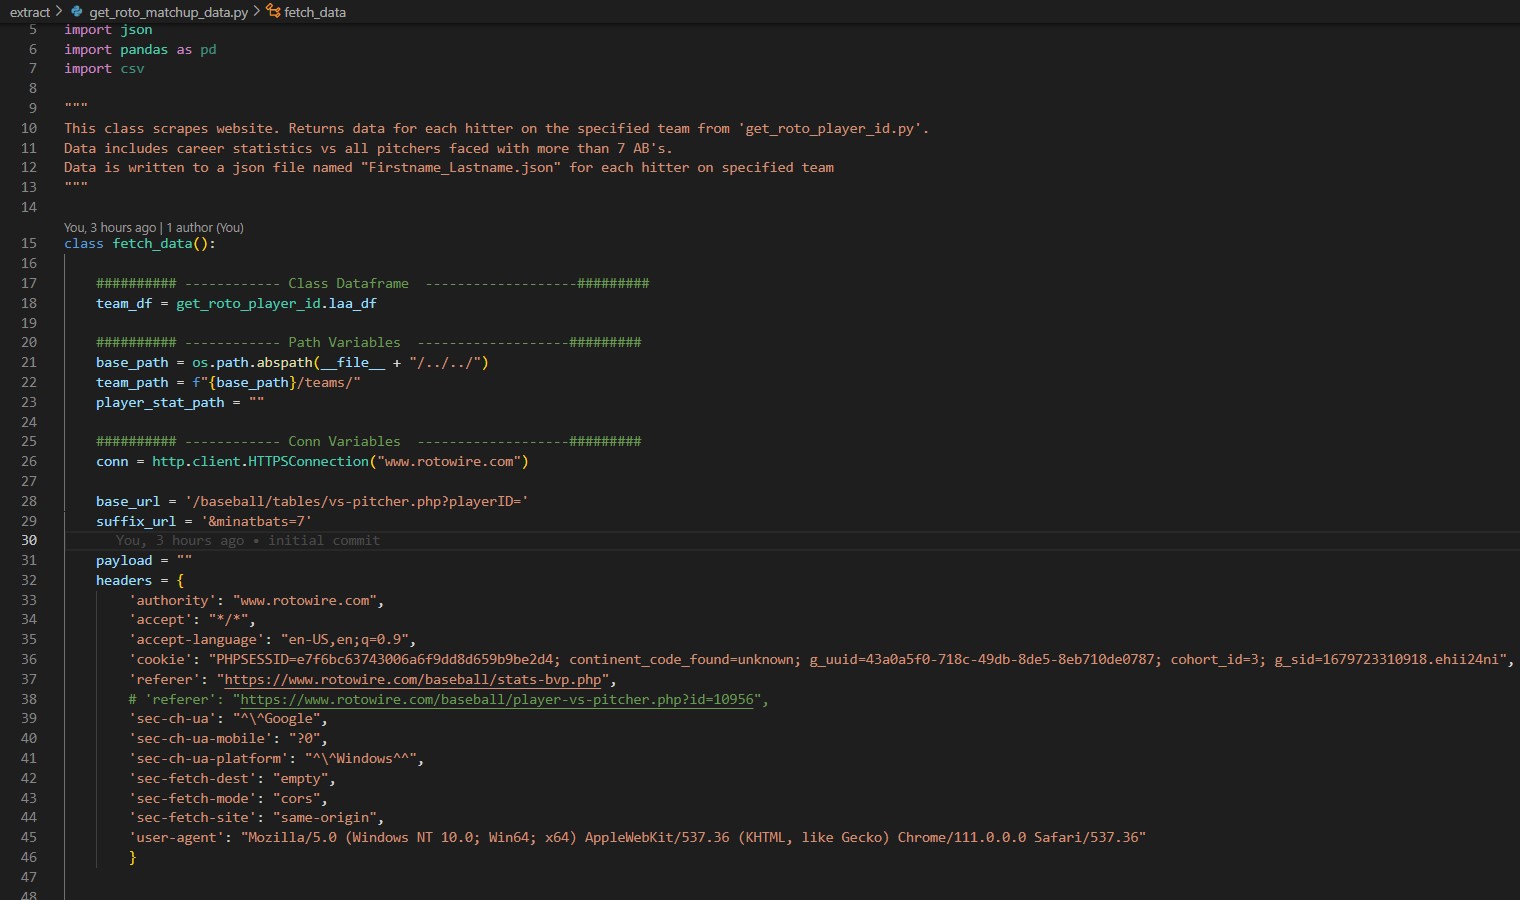 extract > get_roto_matchup_data.py > fetch_data
5 import json
6 import pandas as pd
7 import csv
8
9 """
10 This class scrapes website. Returns data for each hitter on the specified team from 'get_roto_player_id.py'.
11 Data includes career statistics vs all pitchers faced with more than 7 AB's.
12 Data is written to a json file named "Firstname_Lastname.json" for each hitter on specified team
13 """
14
You, 3 hours ago | 1 author (You)
15 class fetch_data():
16
17 ########## ------------ Class Dataframe -------------------#########
18 team_df = get_roto_player_id.laa_df
19
20 ########## ------------ Path Variables -------------------#########
21 base_path = os.path.abspath(__file__ + "/../../")
22 team_path = f"{base_path}/teams/"
23 player_stat_path = ""
24
25 ########## ------------ Conn Variables -------------------#########
26 conn = http.client.HTTPSConnection("www.rotowire.com")
27
28 base_url = '/baseball/tables/vs-pitcher.php?playerID='
29 suffix_url = '&minatbats=7'
30 You, 3 hours ago • initial commit
31 payload = ""
32 headers = {
33 'authority': "www.rotowire.com",
34 'accept': "*/*",
35 'accept-language': "en-US,en;q=0.9",
36 'cookie': "PHPSESSID=e7f6bc63743006a6f9dd8d659b9be2d4; continent_code_found=unknown; g_uuid=43a0a5f0-718c-49db-8de5-8eb710de0787; cohort_id=3; g_sid=1679723310918.ehii24ni",
37 'referer': "https://www.rotowire.com/baseball/stats-bvp.php",
38 # 'referer': "https://www.rotowire.com/baseball/player-vs-pitcher.php?id=10956",
39 'sec-ch-ua': "^\^Google",
40 'sec-ch-ua-mobile': "?0",
41 'sec-ch-ua-platform': "^\^Windows^^",
42 'sec-fetch-dest': "empty",
43 'sec-fetch-mode': "cors",
44 'sec-fetch-site': "same-origin",
45 'user-agent': "Mozilla/5.0 (Windows NT 10.0; Win64; x64) AppleWebKit/537.36 (KHTML, like Gecko) Chrome/111.0.0.0 Safari/537.36"
46 }
47
48